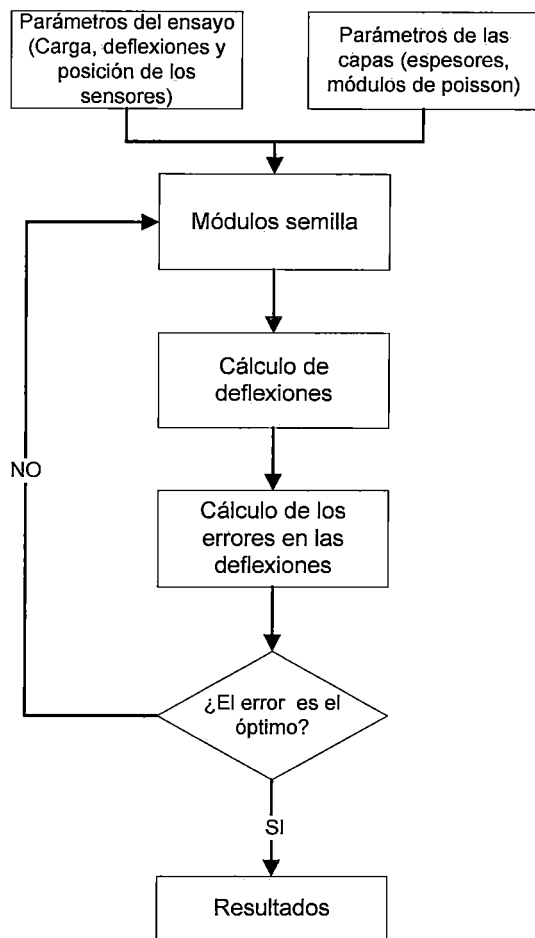 Parámetros del ensayo
(Carga, deflexiones y
posición de los
sensores)
Parámetros de las
capas (espesores,
módulos de poisson)
Módulos semilla
Cálculo de
deflexiones
NO
Cálculo de los
errores en las
deflexiones
¿El error es el
óptimo?
SI
Resultados